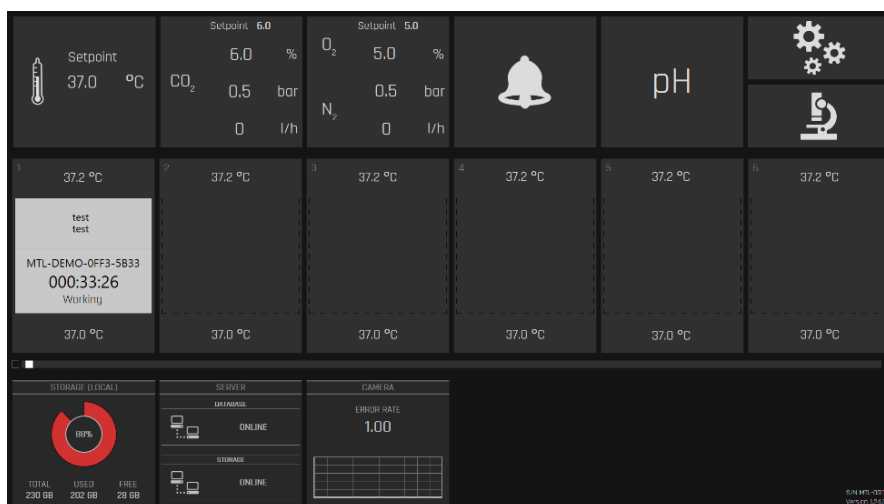 Setpoint
37.0 °C
Setpoint 6.0
CO2
6.0 %
0.5 bar
0 l/h
Setpoint 5.0
O2 5.0 %
0.5 bar
N2
0 l/h
pH
1 37.2 °C
test
test
MTL-DEMO-0FF3-5B33
000:33:26
Working
37.0 °C
2 37.2 °C
37.0 °C
3 37.2 °C
37.0 °C
4 37.2 °C
37.0 °C
5 37.2 °C
37.0 °C
6 37.2 °C
37.0 °C
STORAGE (LOCAL)
88%
TOTAL USED FREE
230 GB 202 GB 28 GB
SERVER
DATABASE
ONLINE
STORAGE
ONLINE
CAMERA
ERROR RATE
1.00
S/N MTL-
Version 1.24